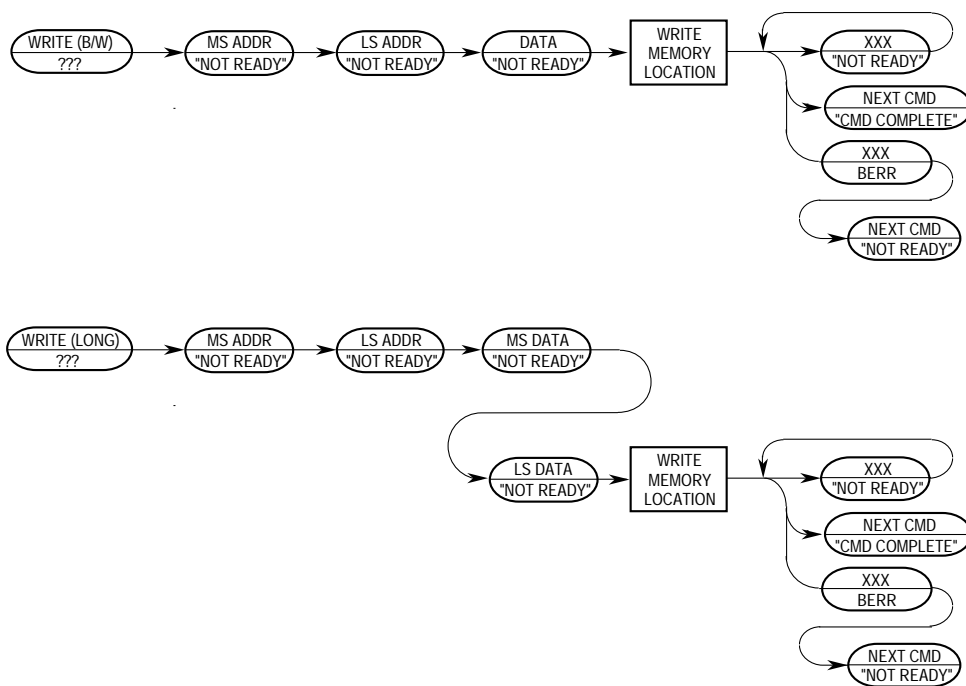 WRITE (B/W)
???
MS ADDR
"NOT READY"
LS ADDR
"NOT READY"
DATA
"NOT READY"
WRITE
MEMORY
LOCATION
XXX
"NOT READY"
NEXT CMD
"CMD COMPLETE"
XXX
BERR
NEXT CMD
"NOT READY"
WRITE (LONG)
???
MS ADDR
"NOT READY"
LS ADDR
"NOT READY"
MS DATA
"NOT READY"
LS DATA
"NOT READY"
WRITE
MEMORY
LOCATION
XXX
"NOT READY"
NEXT CMD
"CMD COMPLETE"
XXX
BERR
NEXT CMD
"NOT READY"